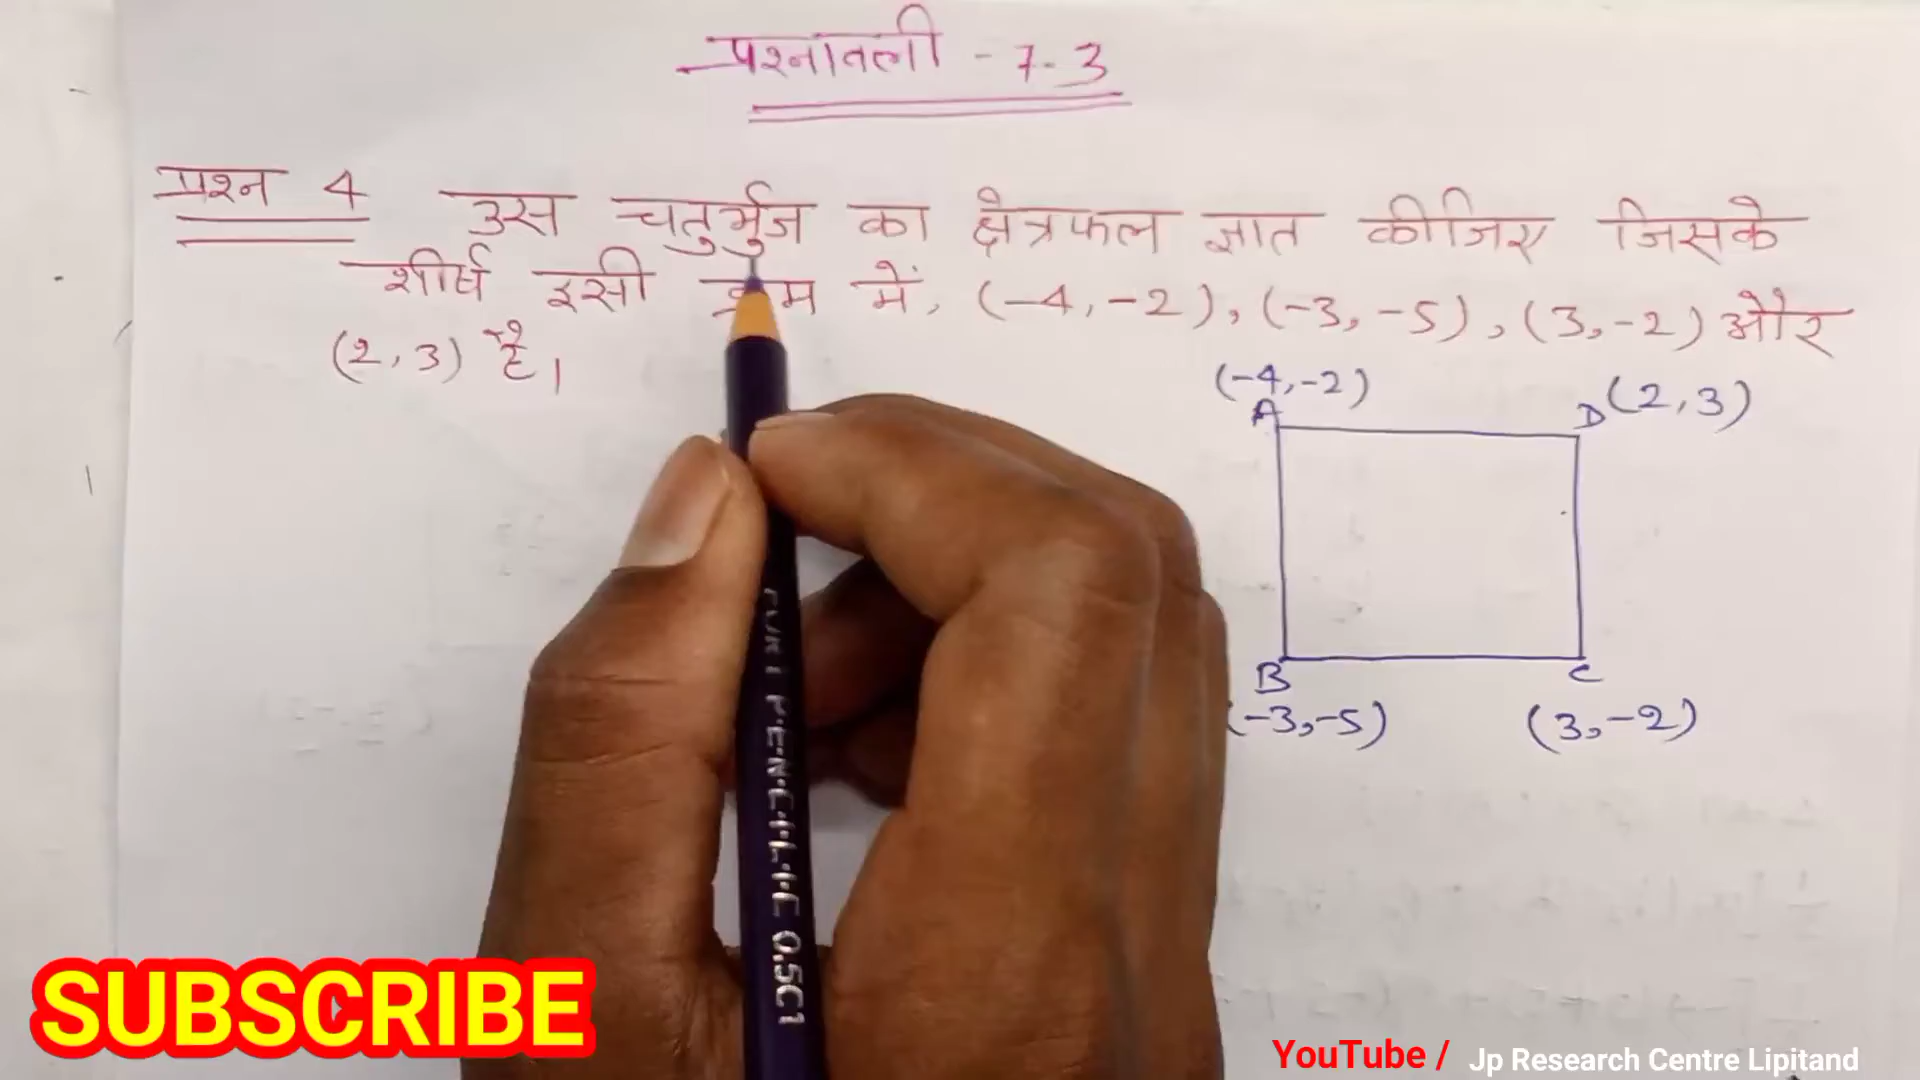 प्रश्नावली - 7.3
प्रश्न 4 उस चतुर्भुज का क्षेत्रफल ज्ञात कीजिए जिसके
शीर्ष इसी क्रम में, (-4, -2), (-3, -5), (3, -2) और
(2, 3) है।
(-4, -2)
A
D (2, 3)
B
C
(-3, -5)
(3, -2)
CURI P.E.N.C.I.L.I.C 0.5C1
SUBSCRIBE
YouTube / Jp Research Centre Lipitand